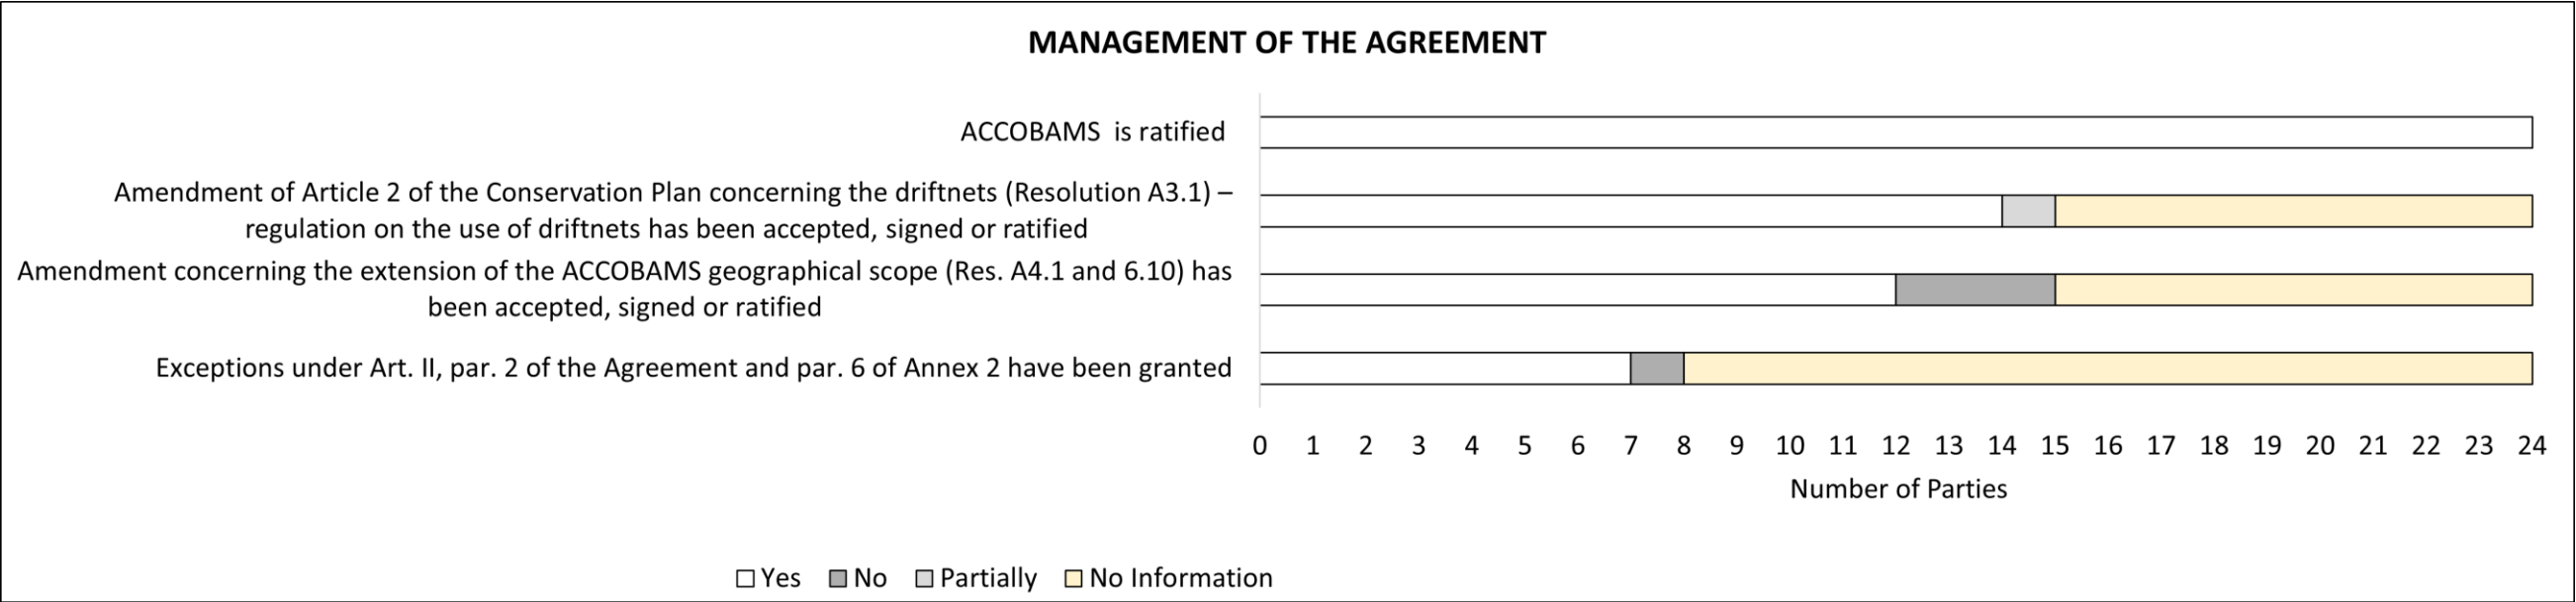 MANAGEMENT OF THE AGREEMENT
ACCOBAMS  is ratified
Amendment of Article 2 of the Conservation Plan concerning the driftnets (Resolution A3.1) –
regulation on the use of driftnets has been accepted, signed or ratified
Amendment concerning the extension of the ACCOBAMS geographical scope (Res. A4.1 and 6.10) has
been accepted, signed or ratified
Exceptions under Art. II, par. 2 of the Agreement and par. 6 of Annex 2 have been granted
0 1 2 3 4 5 6 7 8 9 10 11 12 13 14 15 16 17 18 19 20 21 22 23 24
Number of Parties
Yes No Partially No Information